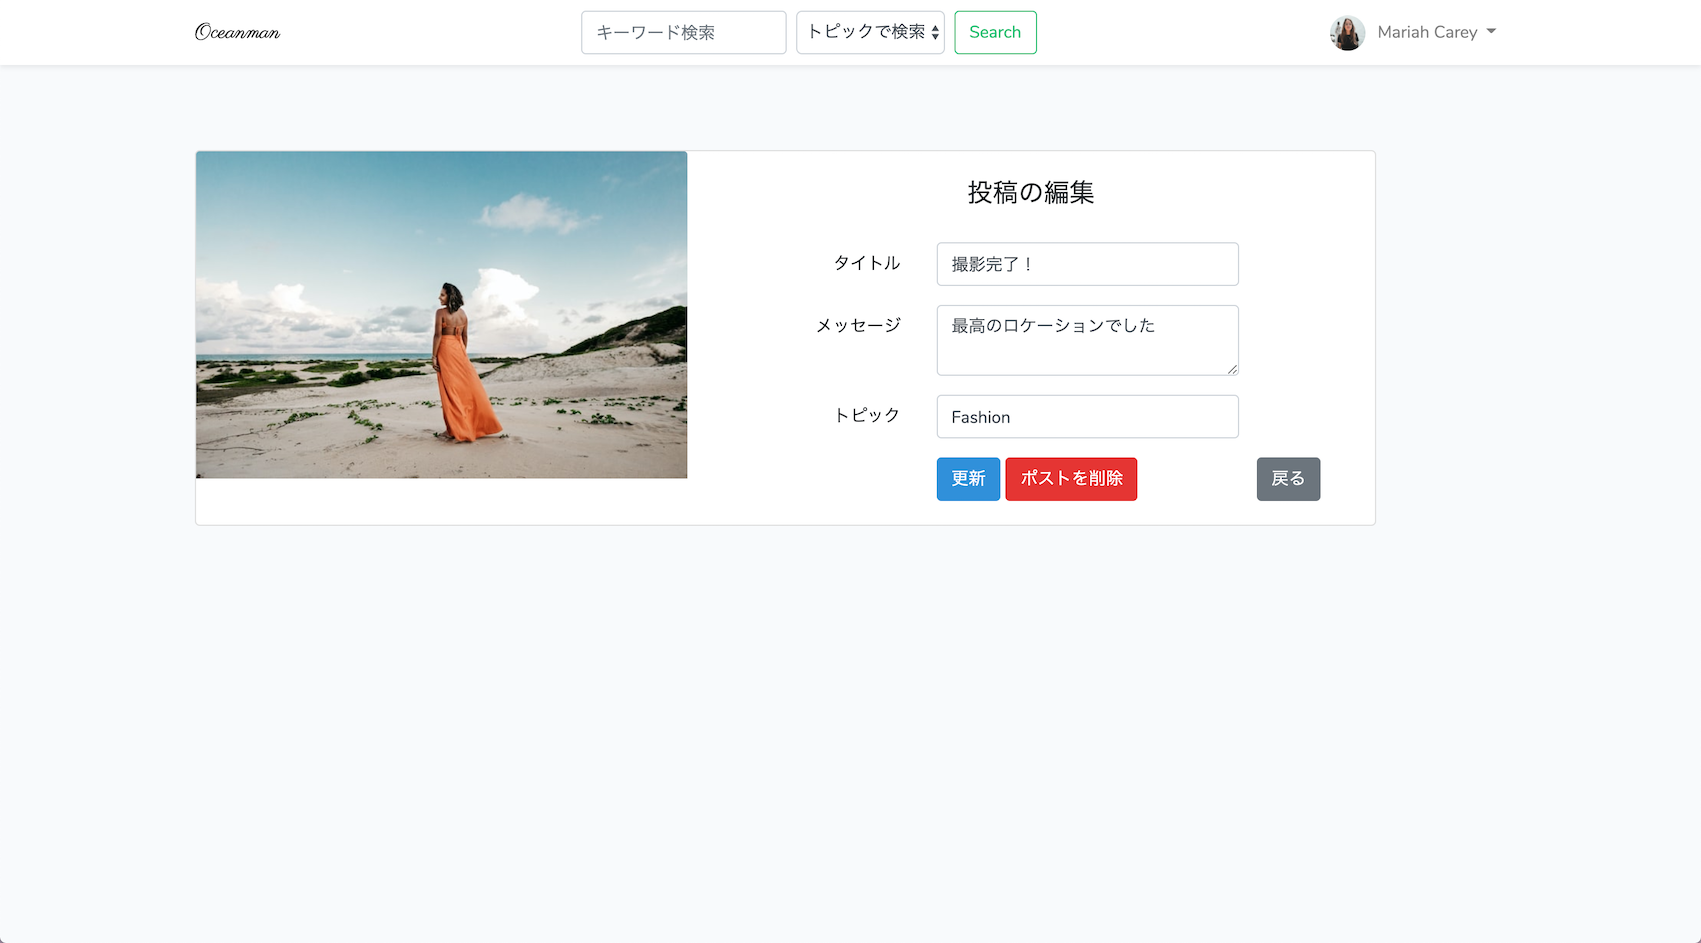 Oceanman
キーワード検索
トピックで検索
Search
Mariah Carey
投稿の編集
タイトル
撮影完了！
メッセージ
最高のロケーションでした
トピック
Fashion
更新
ポストを削除
戻る